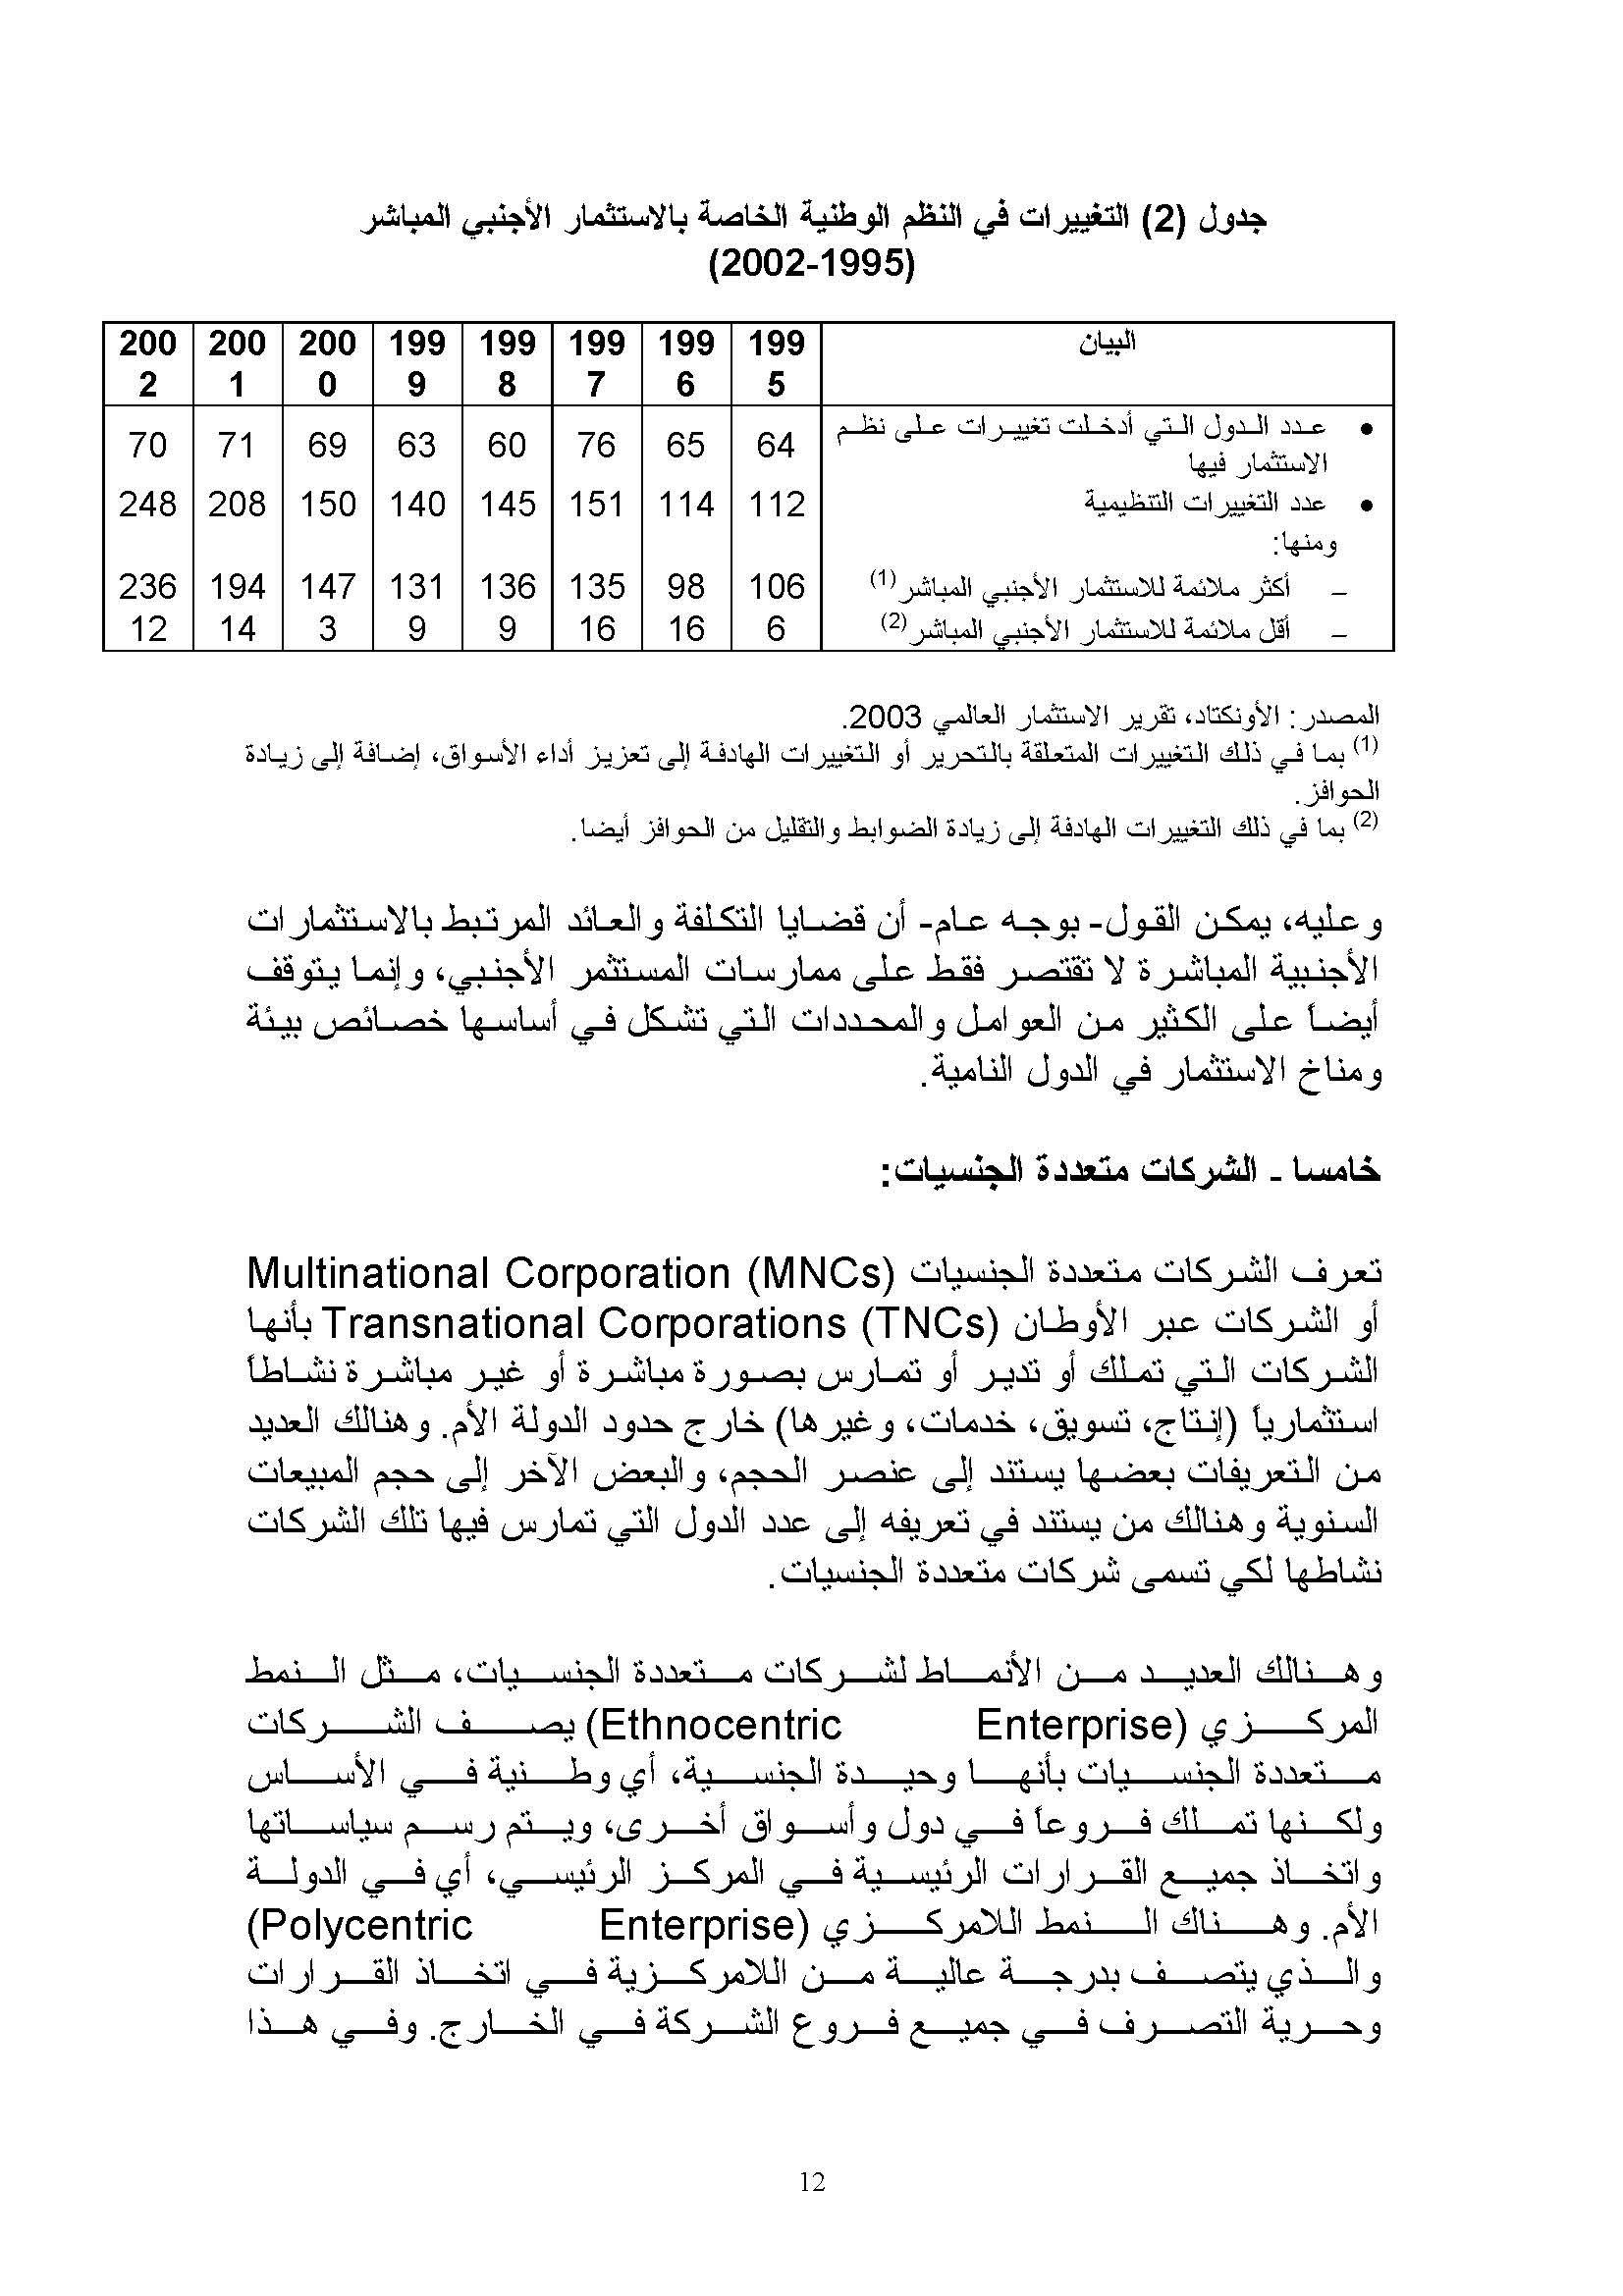 جدول (2) التغييرات في النظم الوطنية الخاصة بالاستثمار الأجنبي المباشر
(1995-2002)
البيان 1995 1996 1997 1998 1999 2000 2001 2002
• عدد الدول التي أدخلت تغييرات على نظم الاستثمار فيها 64 65 76 60 63 69 71 70
• عدد التغييرات التنظيمية 112 114 151 145 140 150 208 248
ومنها:
– أكثر ملائمة للاستثمار الأجنبي المباشر(1) 106 98 135 136 131 147 194 236
– أقل ملائمة للاستثمار الأجنبي المباشر(2) 6 16 16 9 9 3 14 12
المصدر: الأونكتاد، تقرير الاستثمار العالمي 2003.
(1) بما في ذلك التغييرات المتعلقة بالتحرير أو التغييرات الهادفة إلى تعزيز أداء الأسواق، إضافة إلى زيادة
الحوافز.
(2) بما في ذلك التغييرات الهادفة إلى زيادة الضوابط والتقليل من الحوافز أيضا.
وعليه، يمكن القول- بوجه عام- أن قضايا التكلفة والعائد المرتبط بالاستثمارات
الأجنبية المباشرة لا تقتصر فقط على ممارسات المستثمر الأجنبي، وإنما يتوقف
أيضاً على الكثير من العوامل والمحددات التي تشكل في أساسها خصائص بيئة
ومناخ الاستثمار في الدول النامية.
خامسا ـ الشركات متعددة الجنسيات:
تعرف الشركات متعددة الجنسيات Multinational Corporation (MNCs)
أو الشركات عبر الأوطان Transnational Corporations (TNCs) بأنها
الشركات التي تملك أو تدير أو تمارس بصورة مباشرة أو غير مباشرة نشاطاً
استثمارياً (إنتاج، تسويق، خدمات، وغيرها) خارج حدود الدولة الأم. وهنالك العديد
من التعريفات بعضها يستند إلى عنصر الحجم، والبعض الآخر إلى حجم المبيعات
السنوية وهنالك من يستند في تعريفه إلى عدد الدول التي تمارس فيها تلك الشركات
نشاطها لكي تسمى شركات متعددة الجنسيات.
وهنالك العديد من الأنماط لشركات متعددة الجنسيات، مثل النمط
المركزي (Ethnocentric Enterprise) يصف الشركات
متعددة الجنسيات بأنها وحيدة الجنسية، أي وطنية في الأساس
ولكنها تملك فروعاً في دول وأسواق أخرى، ويتم رسم سياساتها
واتخاذ جميع القرارات الرئيسية في المركز الرئيسي، أي في الدولة
الأم. وهناك النمط اللامركزي (Polycentric Enterprise)
والذي يتصف بدرجة عالية من اللامركزية في اتخاذ القرارات
وحرية التصرف في جميع فروع الشركة في الخارج. وفي هذا
12